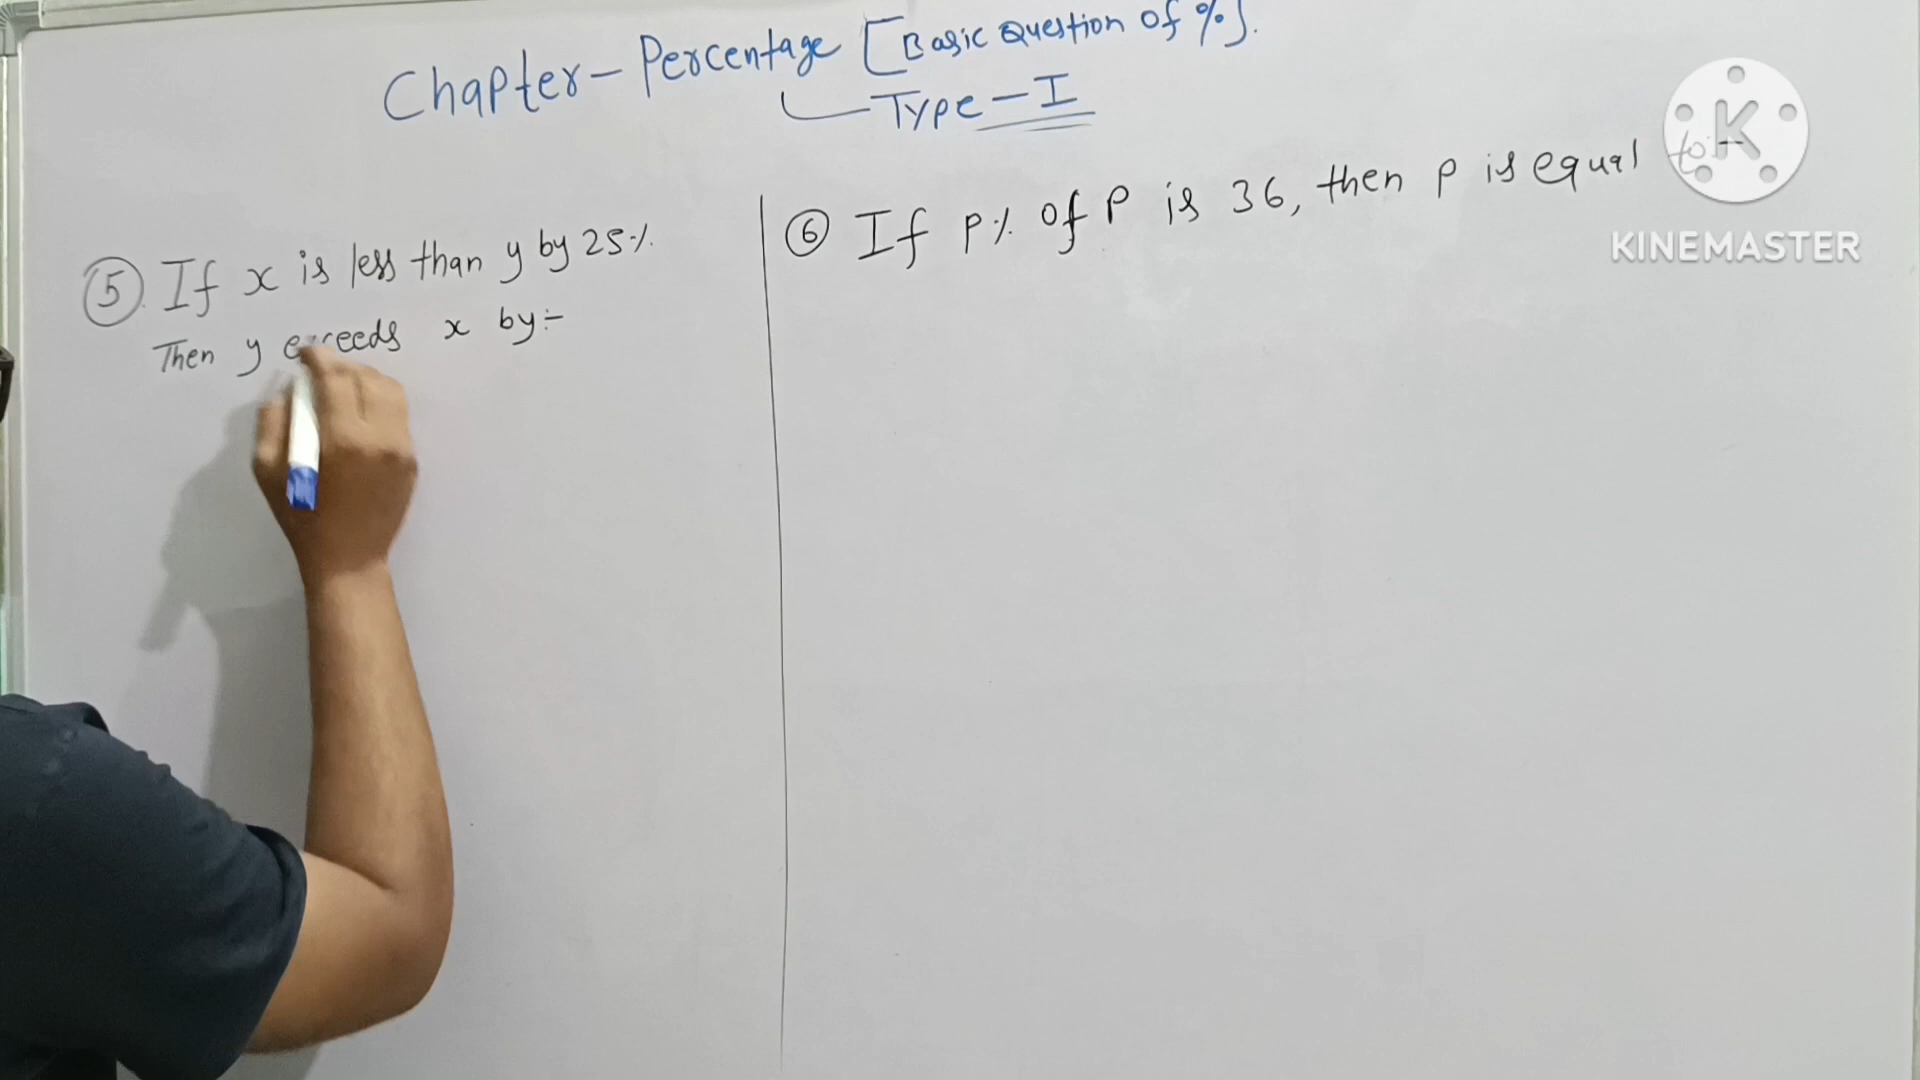 Chapter - Percentage [Basic Question of %].
Type - I
⑤. If x is less than y by 25%.
Then y exceeds x by:-
⑥ If P% of P is 36, then P is equal to:-
K
KINEMASTER